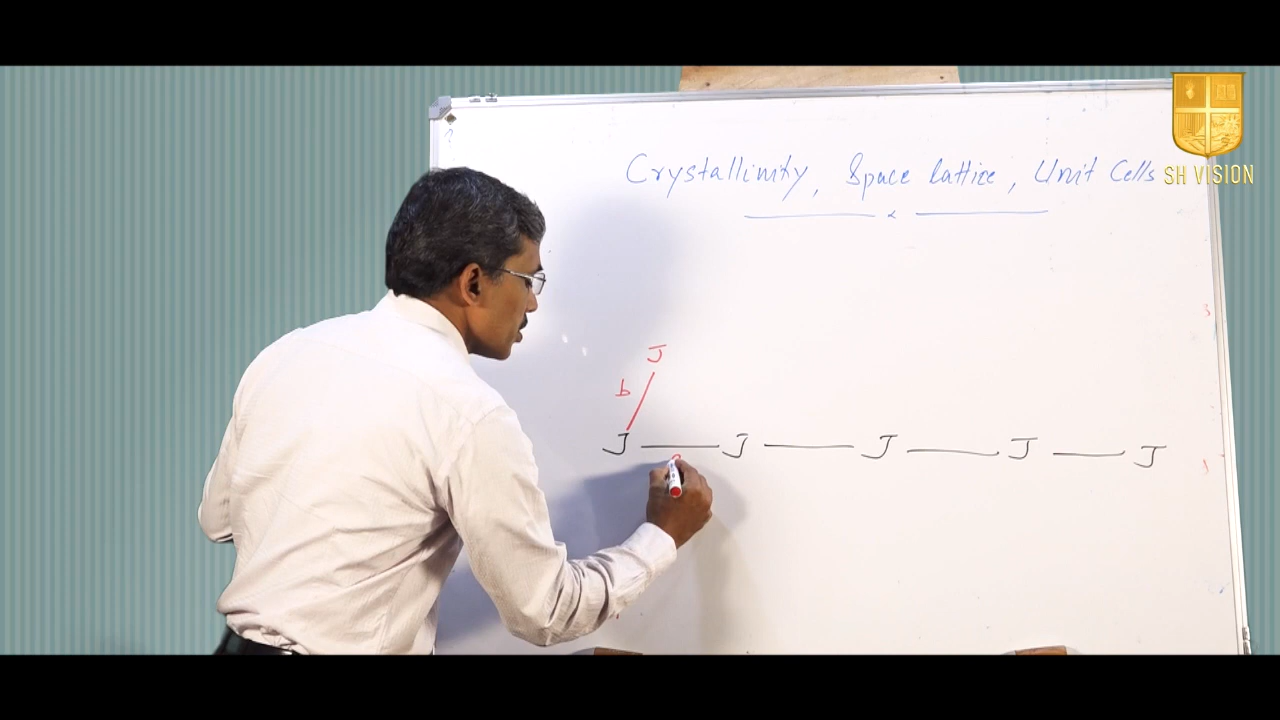 Crystallinity, Space lattice, Unit Cells
SH VISION
J
b
J J J J J